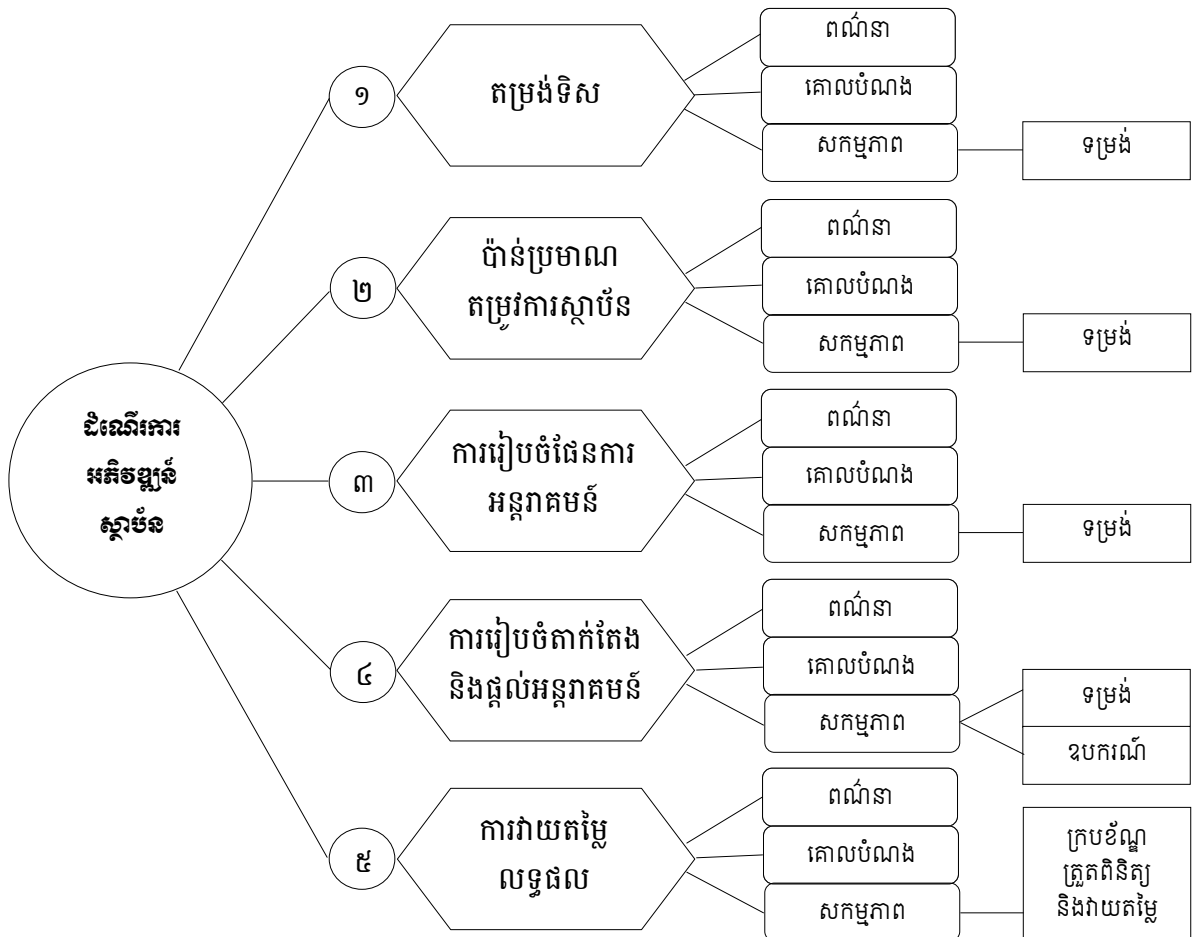 ដំណើរការ
អភិវឌ្ឍន៍
ស្ថាប័ន
១
តម្រង់ទិស
ពណ៌នា
គោលបំណង
សកម្មភាព
ទម្រង់
២
ប៉ាន់ប្រមាណ
តម្រូវការស្ថាប័ន
ពណ៌នា
គោលបំណង
សកម្មភាព
ទម្រង់
៣
ការរៀបចំផែនការ
អន្តរាគមន៍
ពណ៌នា
គោលបំណង
សកម្មភាព
ទម្រង់
៤
ការរៀបចំតាក់តែង
និងផ្តល់អន្តរាគមន៍
ពណ៌នា
គោលបំណង
សកម្មភាព
ទម្រង់
ឧបករណ៍
៥
ការវាយតម្លៃ
លទ្ធផល
ពណ៌នា
គោលបំណង
សកម្មភាព
ក្របខ័ណ្ឌ
ត្រួតពិនិត្យ
និងវាយតម្លៃ